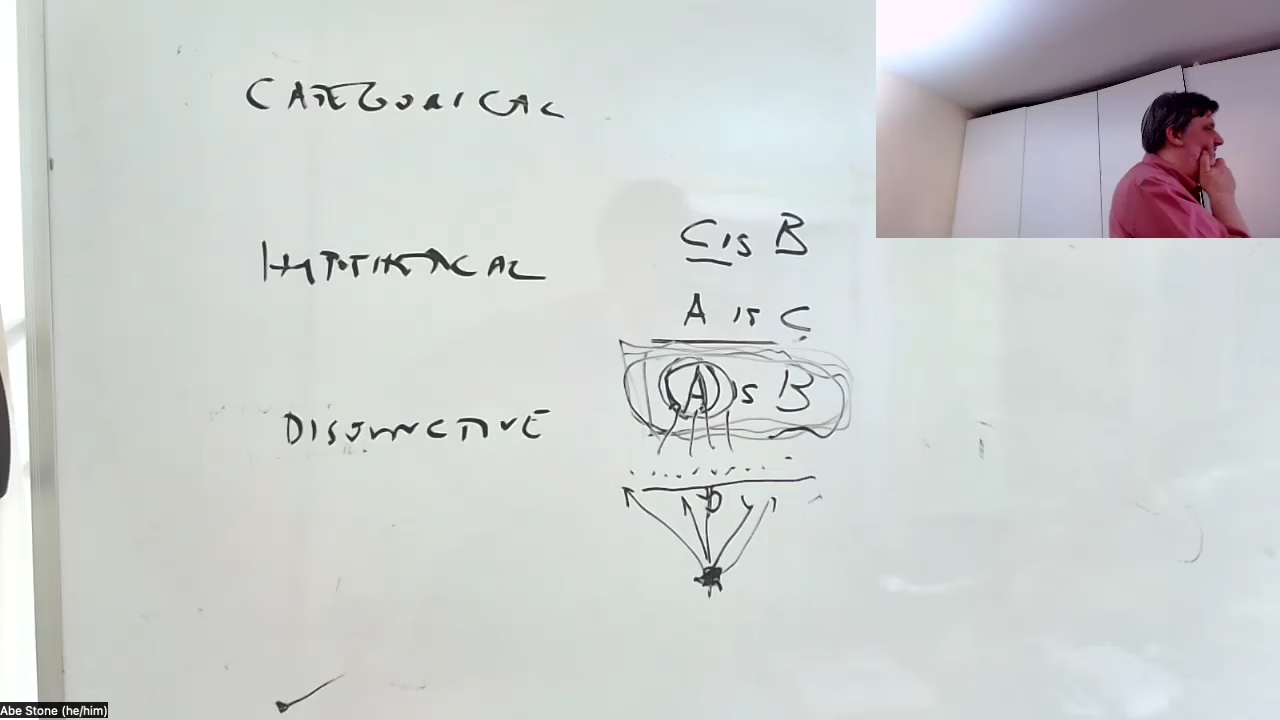 CATEGORICAL
C is B
HYPOTHETICAL
A is C
A is B
DISJUNCTIVE
Abe Stone (he/him)